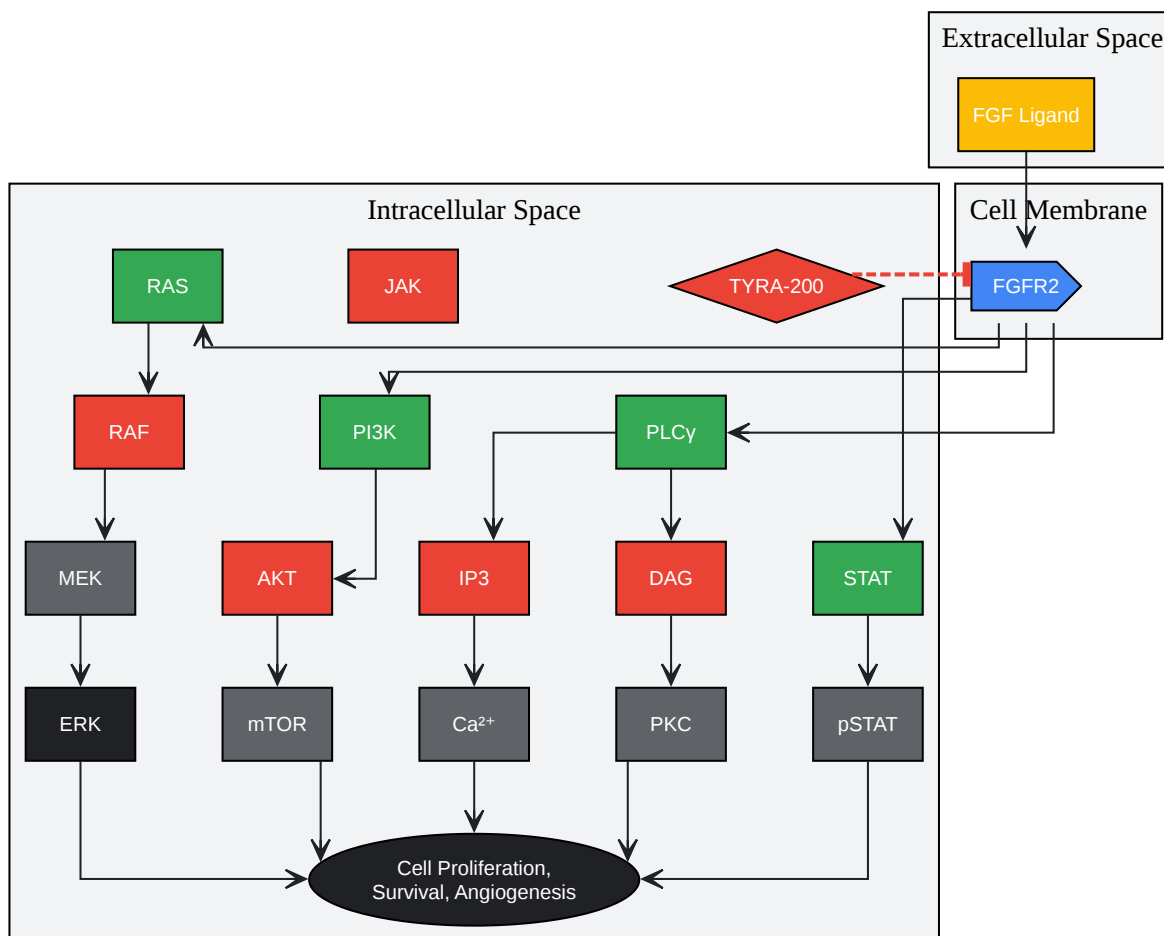 Extracellular Space
FGF Ligand
Intracellular Space
Cell Membrane
RAS
JAK
TYRA-200
FGFR2
RAF
PI3K
PLCγ
MEK
AKT
IP3
DAG
STAT
ERK
mTOR
Ca²⁺
PKC
pSTAT
Cell Proliferation,
Survival, Angiogenesis